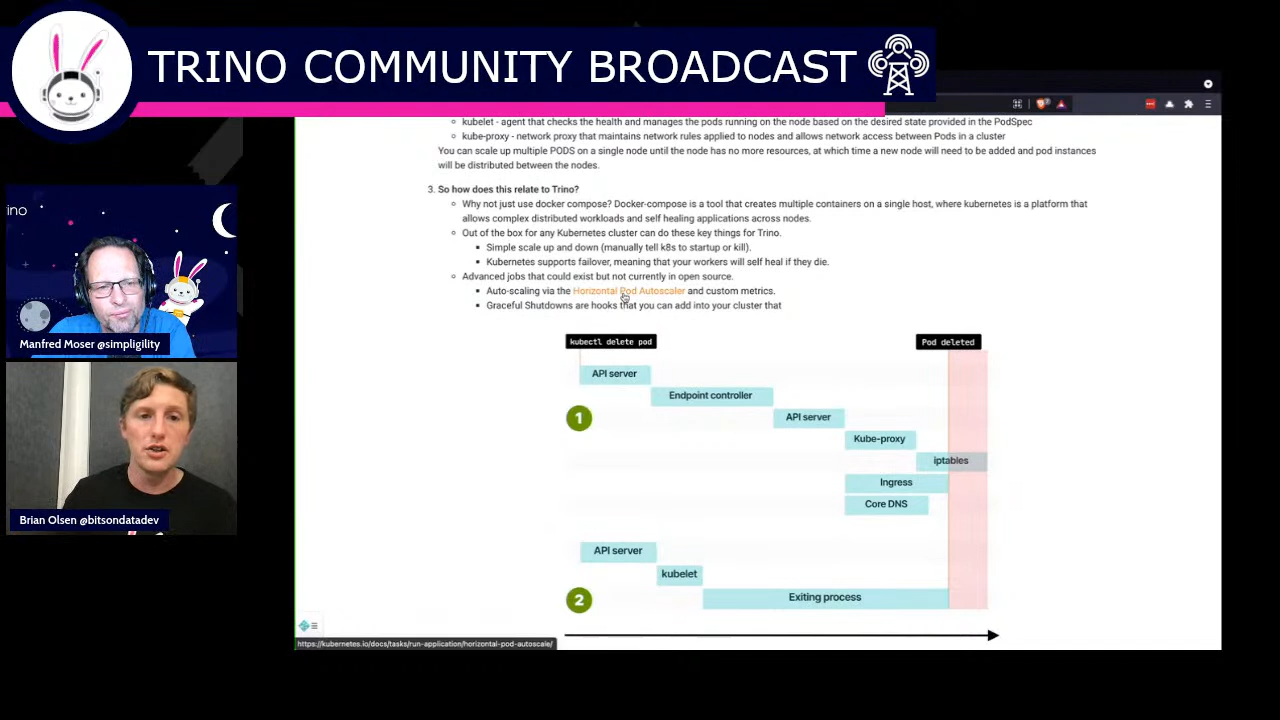 TRINO COMMUNITY BROADCAST
kubelet - agent that checks the health and manages the pods running on the node based on the desired state provided in the PodSpec
kube-proxy - network proxy that maintains network rules applied to nodes and allows network access between Pods in a cluster
You can scale up multiple PODS on a single node until the node has no more resources, at which time a new node will need to be added and pod instances
will be distributed between the nodes.
3. So how does this relate to Trino?
Why not just use docker compose? Docker-compose is a tool that creates multiple containers on a single host, where kubernetes is a platform that
allows complex distributed workloads and self healing applications across nodes.
Out of the box for any Kubernetes cluster can do these key things for Trino.
Simple scale up and down (manually tell k8s to startup or kill).
Kubernetes supports failover, meaning that your workers will self heal if they die.
Advanced jobs that could exist but not currently in open source.
Auto-scaling via the Horizontal Pod Autoscaler and custom metrics.
Graceful Shutdowns are hooks that you can add into your cluster that
kubectl delete pod
Pod deleted
API server
Endpoint controller
1
API server
Kube-proxy
iptables
Ingress
Core DNS
API server
kubelet
2
Exiting process
https://kubernetes.io/docs/tasks/run-application/horizontal-pod-autoscale/
ino
Manfred Moser @simpligility
Brian Olsen @bitsondatadev